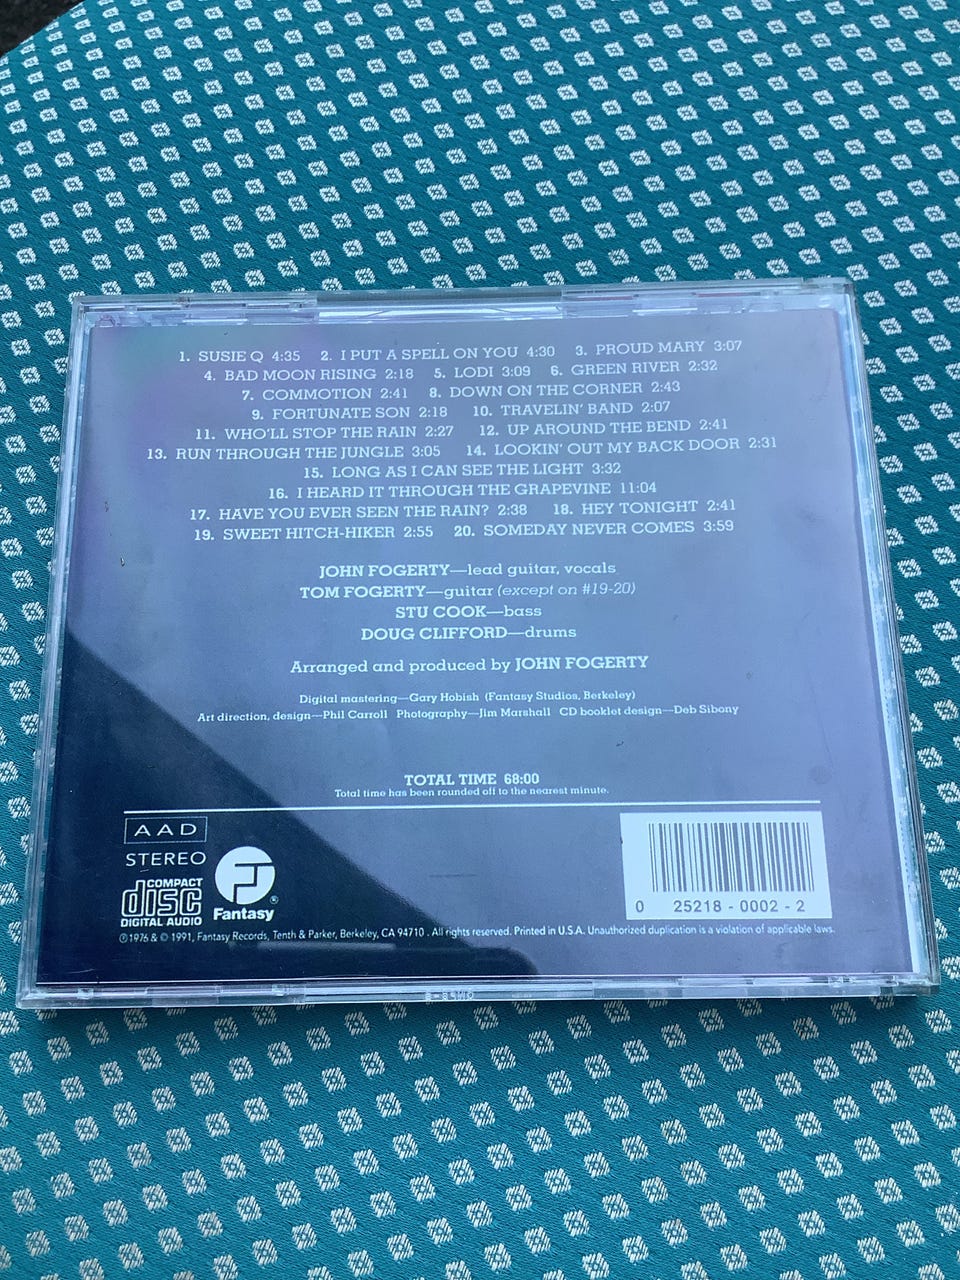 1. SUSIE Q 4:35 2. I PUT A SPELL ON YOU 4:30 3. PROUD MARY 3:07
4. BAD MOON RISING 2:18 5. LODI 3:09 6. GREEN RIVER 2:32
7. COMMOTION 2:41 8. DOWN ON THE CORNER 2:43
9. FORTUNATE SON 2:18 10. TRAVELIN' BAND 2:07
11. WHO'LL STOP THE RAIN 2:27 12. UP AROUND THE BEND 2:41
13. RUN THROUGH THE JUNGLE 3:05 14. LOOKIN' OUT MY BACK DOOR 2:31
15. LONG AS I CAN SEE THE LIGHT 3:32
16. I HEARD IT THROUGH THE GRAPEVINE 11:04
17. HAVE YOU EVER SEEN THE RAIN? 2:38 18. HEY TONIGHT 2:41
19. SWEET HITCH-HIKER 2:55 20. SOMEDAY NEVER COMES 3:59
JOHN FOGERTY—lead guitar, vocals
TOM FOGERTY—guitar (except on #19-20)
STU COOK—bass
DOUG CLIFFORD—drums
Arranged and produced by JOHN FOGERTY
Digital mastering—Gary Hobish (Fantasy Studios, Berkeley)
Art direction, design—Phil Carroll Photography—Jim Marshall CD booklet design—Deb Sibony
TOTAL TIME 68:00
Total time has been rounded off to the nearest minute.
AAD
STEREO
COMPACT
disc
DIGITAL AUDIO
F
Fantasy®
0 25218-0002-2
℗ 1976 & © 1991, Fantasy Records, Tenth & Parker, Berkeley, CA 94710. All rights reserved. Printed in U.S.A. Unauthorized duplication is a violation of applicable laws.